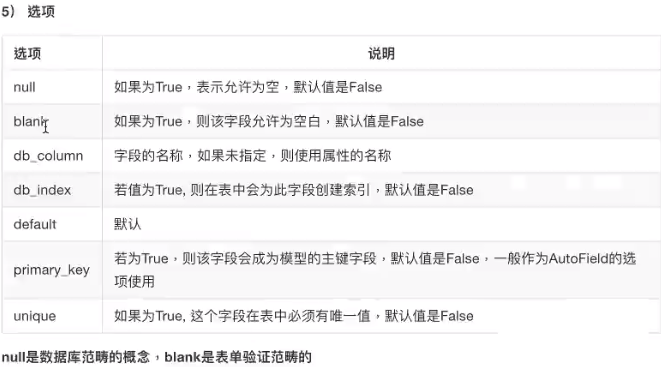 5） 选项
选项 说明
null 如果为True，表示允许为空，默认值是False
blank 如果为True，则该字段允许为空白，默认值是False
db_column 字段的名称，如果未指定，则使用属性的名称
db_index 若值为True, 则在表中会为此字段创建索引，默认值是False
default 默认
primary_key 若为True，则该字段会成为模型的主键字段，默认值是False，一般作为AutoField的选
项使用
unique 如果为True, 这个字段在表中必须有唯一值，默认值是False
null是数据库范畴的概念，blank是表单验证范畴的